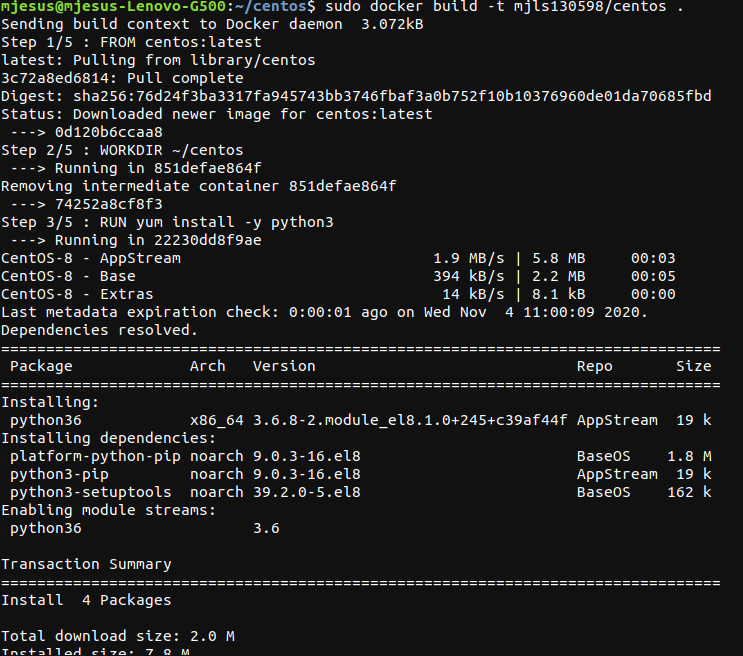 mjesus@mjesus-Lenovo-G500:~/centos$ sudo docker build -t mjls130598/centos .
Sending build context to Docker daemon  3.072kB
Step 1/5 : FROM centos:latest
latest: Pulling from library/centos
3c72a8ed6814: Pull complete
Digest: sha256:76d24f3ba3317fa945743bb3746fbaf3a0b752f10b10376960de01da70685fbd
Status: Downloaded newer image for centos:latest
 ---> 0d120b6ccaa8
Step 2/5 : WORKDIR ~/centos
 ---> Running in 851defae864f
Removing intermediate container 851defae864f
 ---> 74252a8cf8f3
Step 3/5 : RUN yum install -y python3
 ---> Running in 22230dd8f9ae
CentOS-8 - AppStream                            1.9 MB/s | 5.8 MB     00:03
CentOS-8 - Base                                 394 kB/s | 2.2 MB     00:05
CentOS-8 - Extras                                14 kB/s | 8.1 kB     00:00
Last metadata expiration check: 0:00:01 ago on Wed Nov  4 11:00:09 2020.
Dependencies resolved.
================================================================================
 Package             Arch   Version                             Repo       Size
================================================================================
Installing:
 python36            x86_64 3.6.8-2.module_el8.1.0+245+c39af44f AppStream  19 k
Installing dependencies:
 platform-python-pip noarch 9.0.3-16.el8                        BaseOS    1.8 M
 python3-pip         noarch 9.0.3-16.el8                        AppStream  19 k
 python3-setuptools  noarch 39.2.0-5.el8                        BaseOS    162 k
Enabling module streams:
 python36                   3.6

Transaction Summary
================================================================================
Install  4 Packages

Total download size: 2.0 M
Installed size: 7.8 M